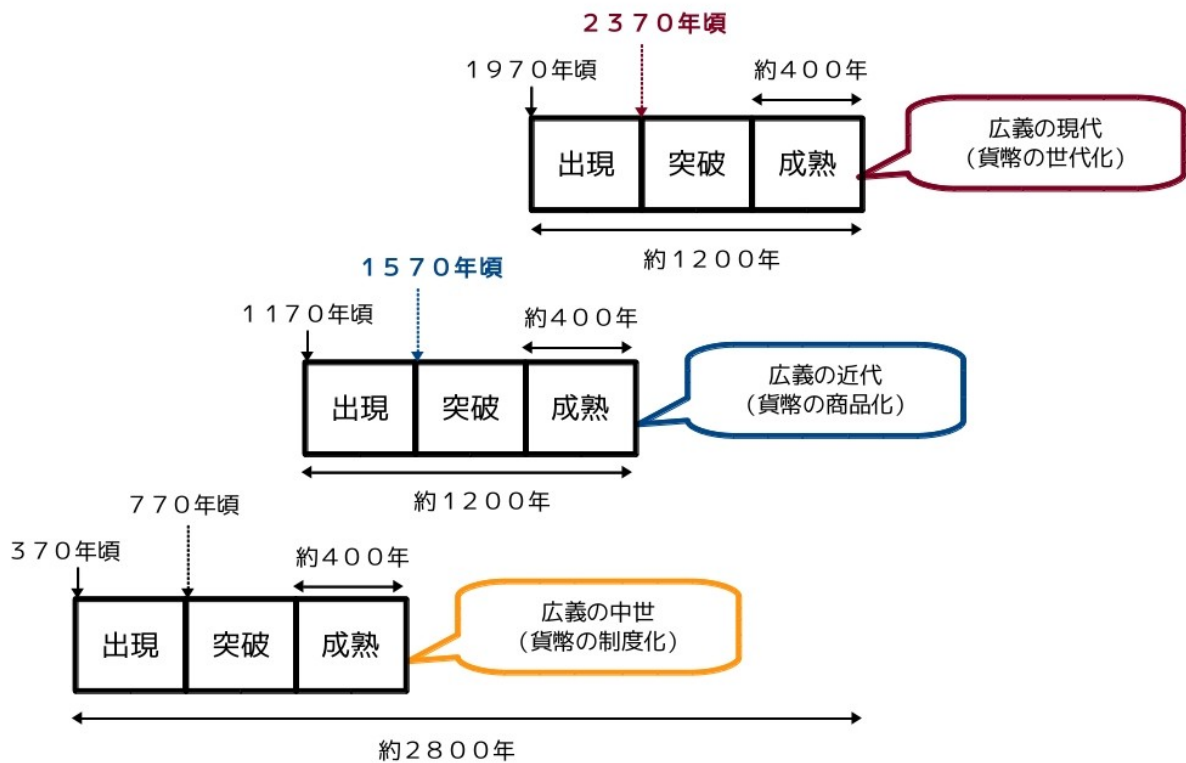 ２３７０年頃
１９７０年頃
約４００年
出現
突破
成熟
広義の現代
（貨幣の世代化）
約１２００年
１５７０年頃
１１７０年頃
約４００年
出現
突破
成熟
広義の近代
（貨幣の商品化）
約１２００年
７７０年頃
３７０年頃
約４００年
出現
突破
成熟
広義の中世
（貨幣の制度化）
約２８００年